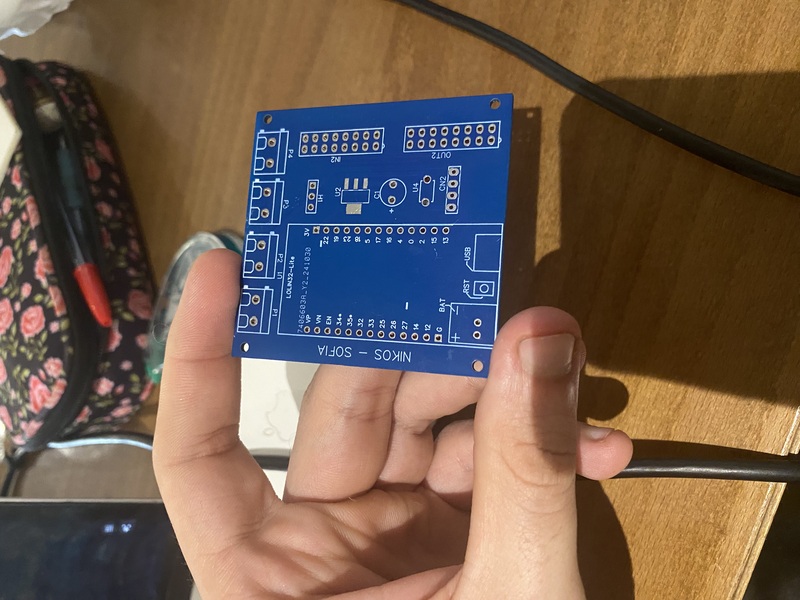 P1
P2
P3
P4
U1
LOLIN32-Lite
7406603A_Y2_241030
3V
VP
VN
EN
34+
35+
32
33
25
26
27
14
12
G
22
19
23
18
5
17
16
4
0
2
15
13
NIKOS - SOFIA
BAT
+
-
RST
USB
H1
U2
C1
+
U4
CN2
IN2
OUT2